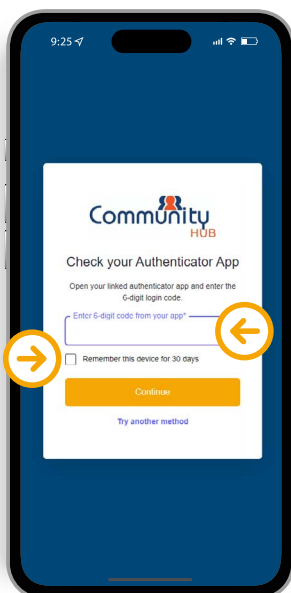 9:25
Community
HUB
Check your Authenticator App
Open your linked authenticator app and enter the
6-digit login code.
Enter 6-digit code from your app*
Remember this device for 30 days
Continue
Try another method